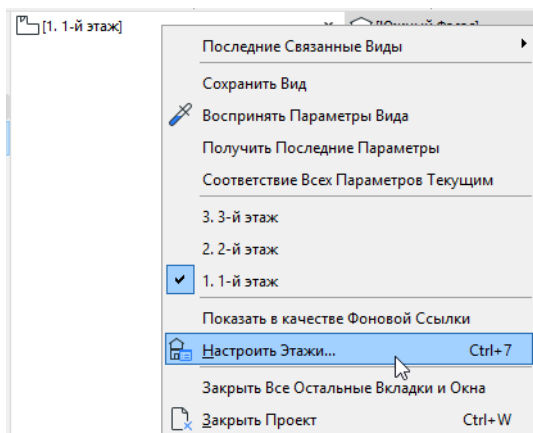 [1. 1-й этаж]
Последние Связанные Виды
Сохранить Вид
Воспринять Параметры Вида
Получить Последние Параметры
Соответствие Всех Параметров Текущим
3. 3-й этаж
2. 2-й этаж
1. 1-й этаж
Показать в качестве Фоновой Ссылки
Настроить Этажи... Ctrl+7
Закрыть Все Остальные Вкладки и Окна
Закрыть Проект Ctrl+W